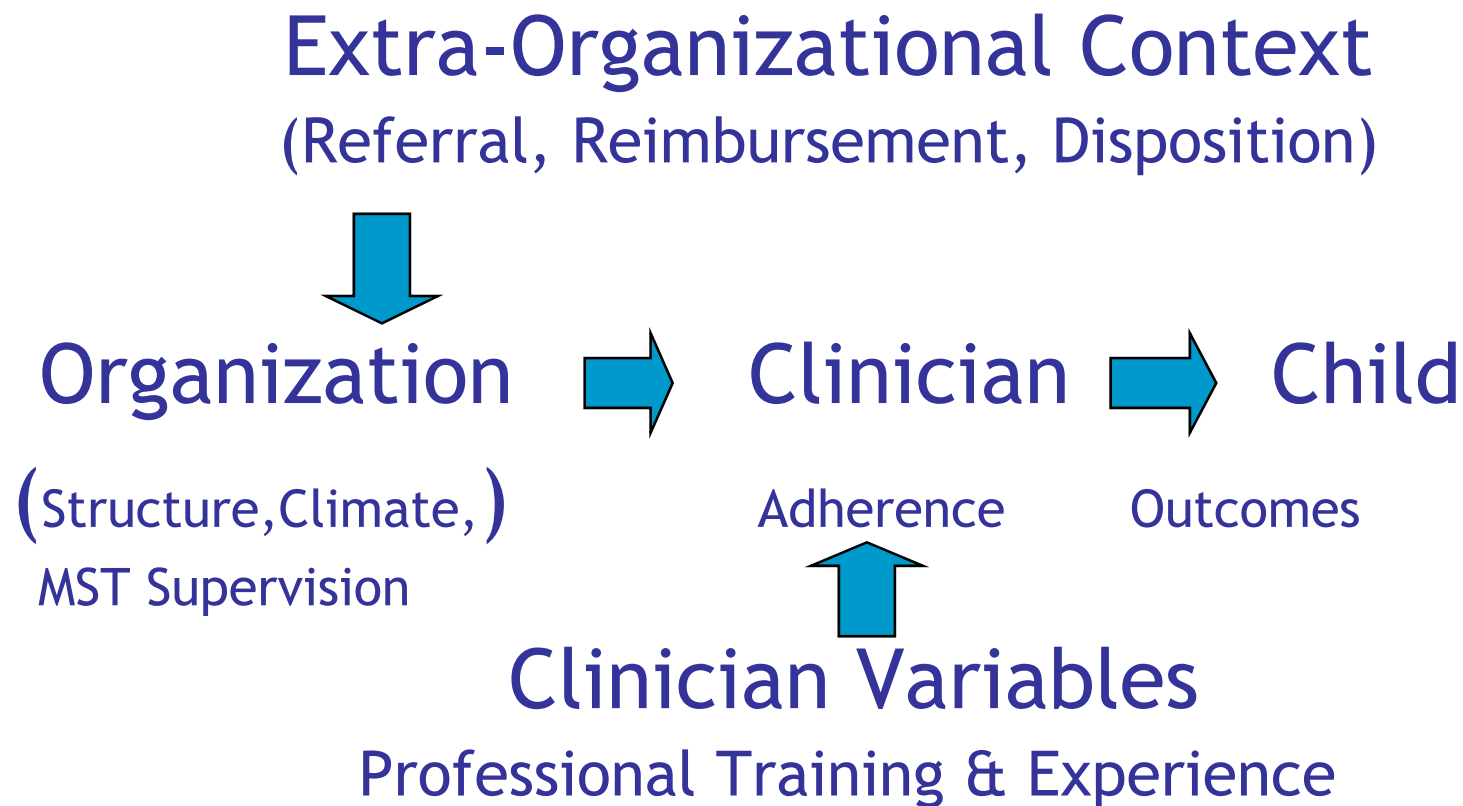 Extra-Organizational Context
(Referral, Reimbursement, Disposition)
Organization Clinician Child
(Structure,Climate,) Adherence Outcomes
MST Supervision
Clinician Variables
Professional Training & Experience